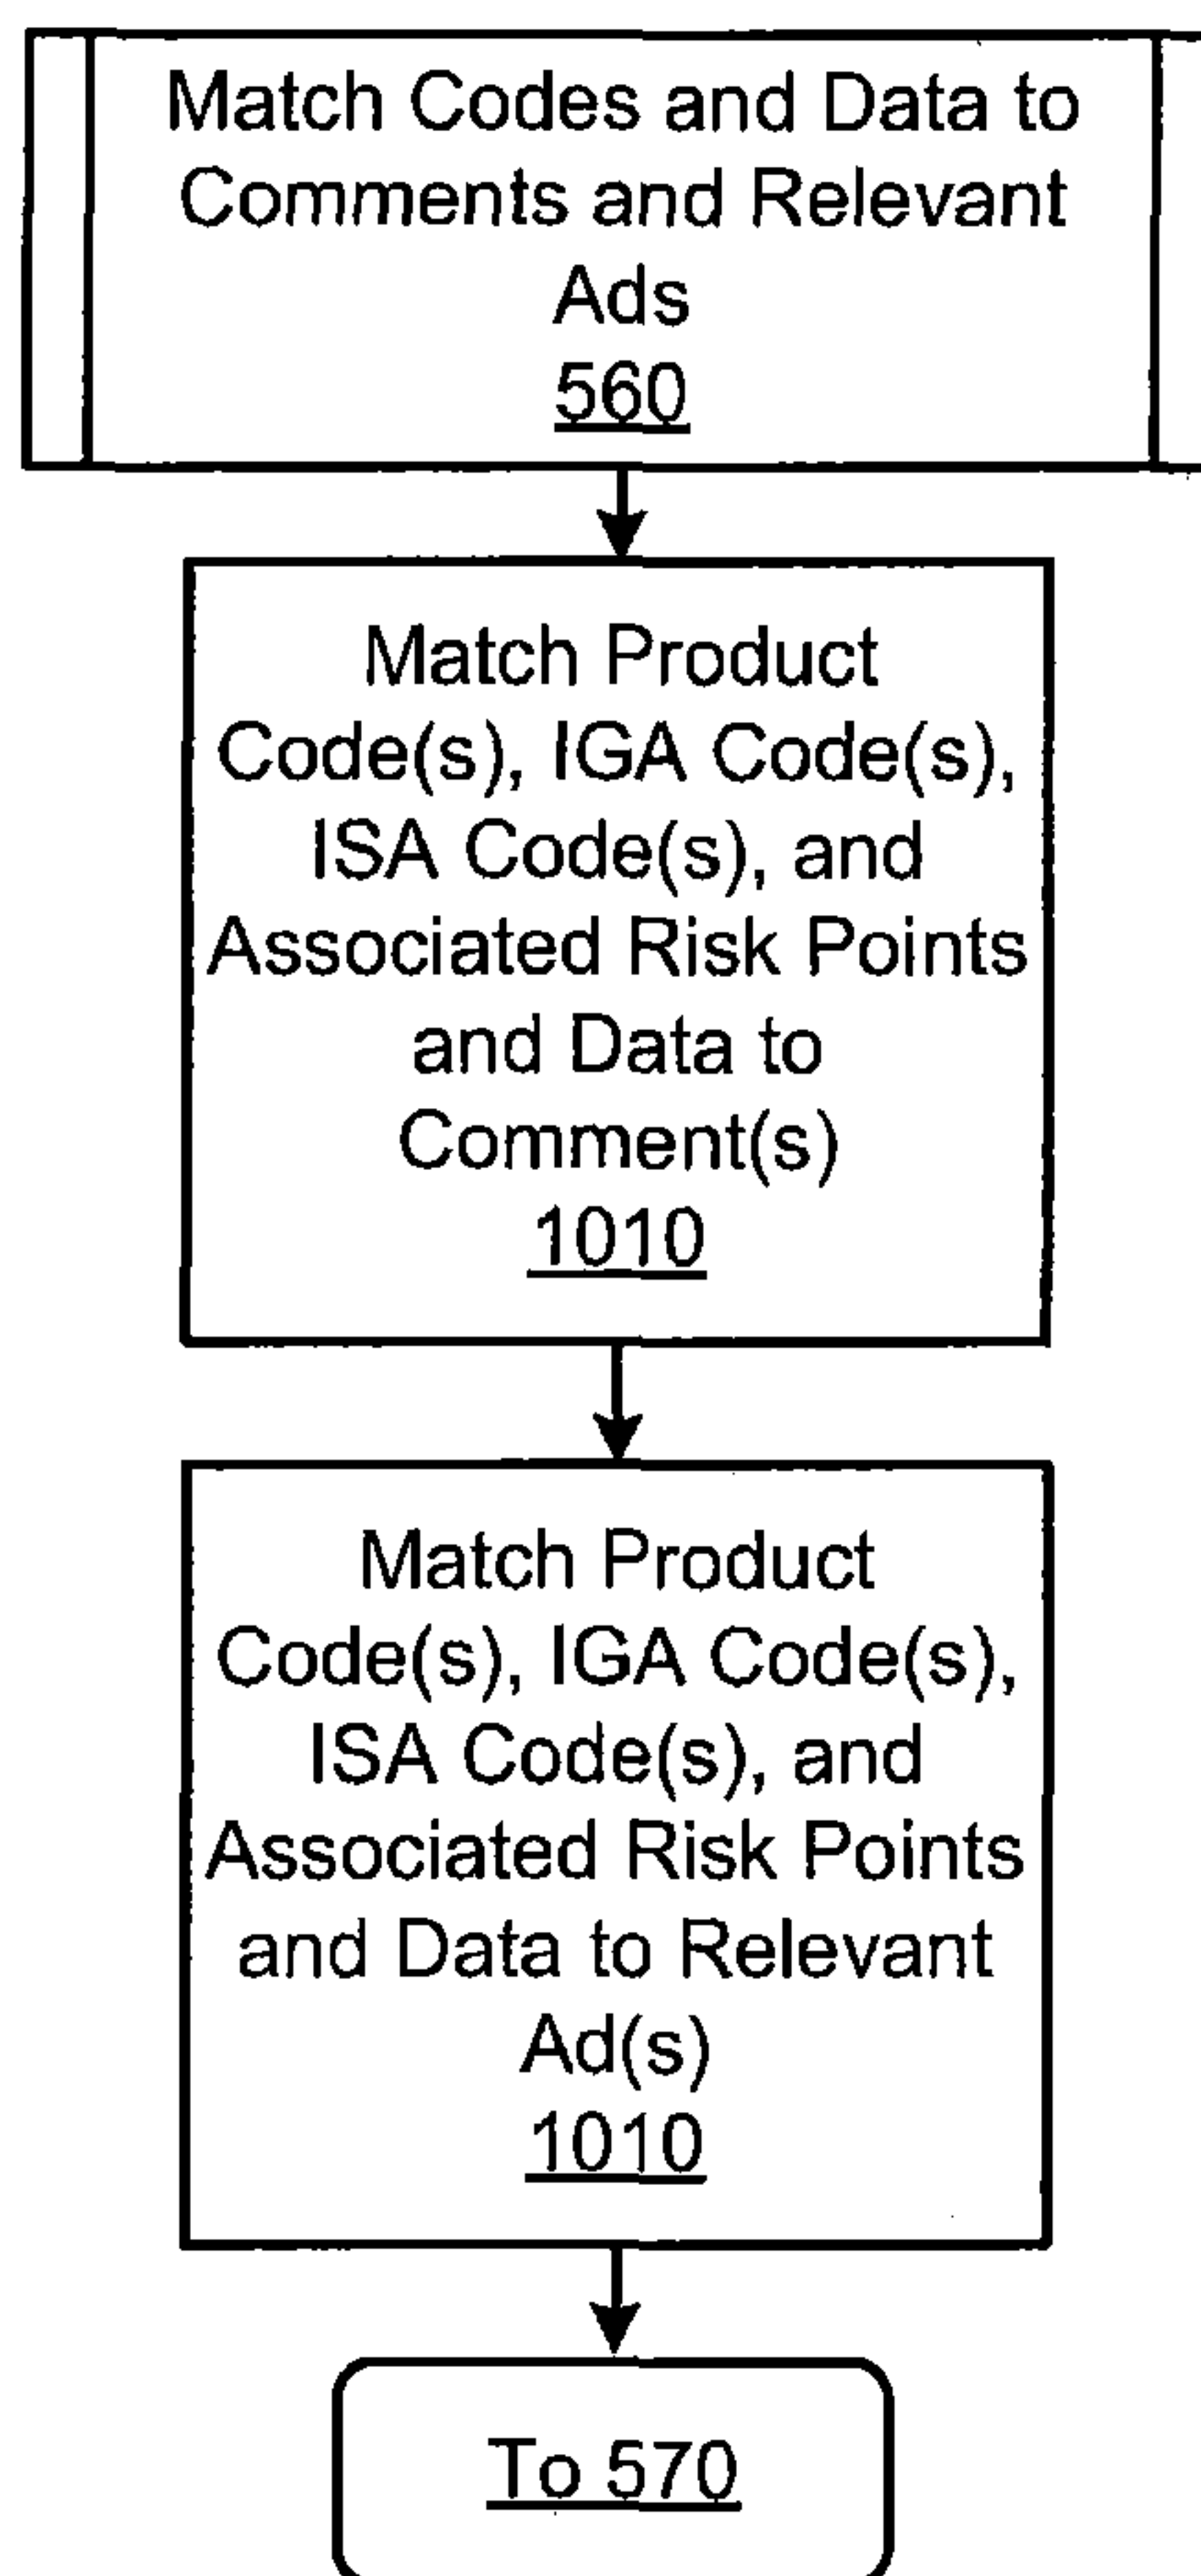 Match Codes and Data to
Comments and Relevant
Ads
560
Match Product
Code(s), IGA Code(s),
ISA Code(s), and
Associated Risk Points
and Data to
Comment(s)
1010
Match Product
Code(s), IGA Code(s),
ISA Code(s), and
Associated Risk Points
and Data to Relevant
Ad(s)
1010
To 570